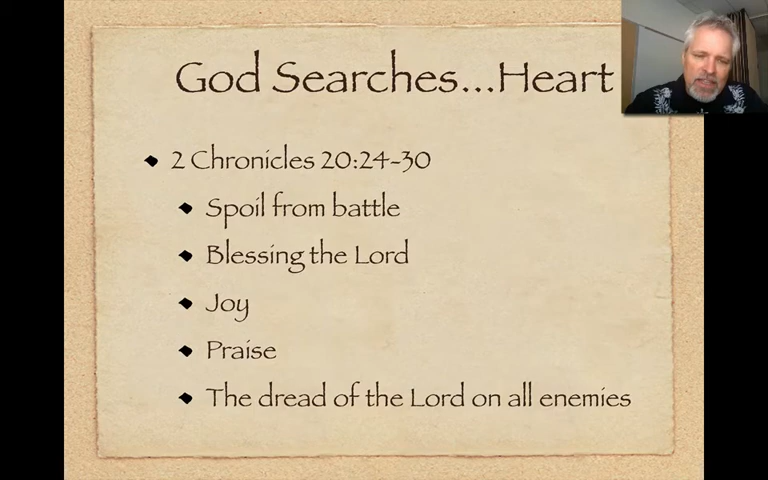 God Searches...Heart
2 Chronicles 20:24-30
Spoil from battle
Blessing the Lord
Joy
Praise
The dread of the Lord on all enemies